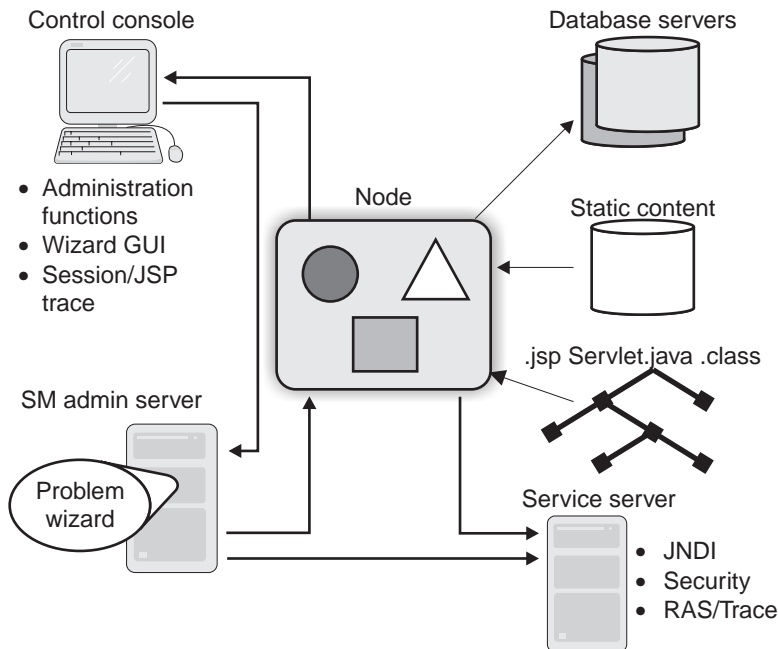 Control console
Database servers
• Administration
functions
• Wizard GUI
• Session/JSP
trace
Node
Static content
.jsp Servlet.java .class
SM admin server
Problem
wizard
Service server
• JNDI
• Security
• RAS/Trace